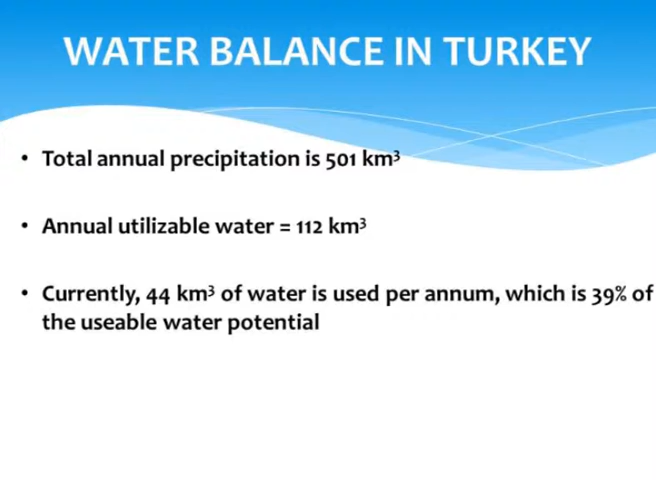 WATER BALANCE IN TURKEY
• Total annual precipitation is 501 km³
• Annual utilizable water = 112 km³
• Currently, 44 km³ of water is used per annum, which is 39% of
the useable water potential